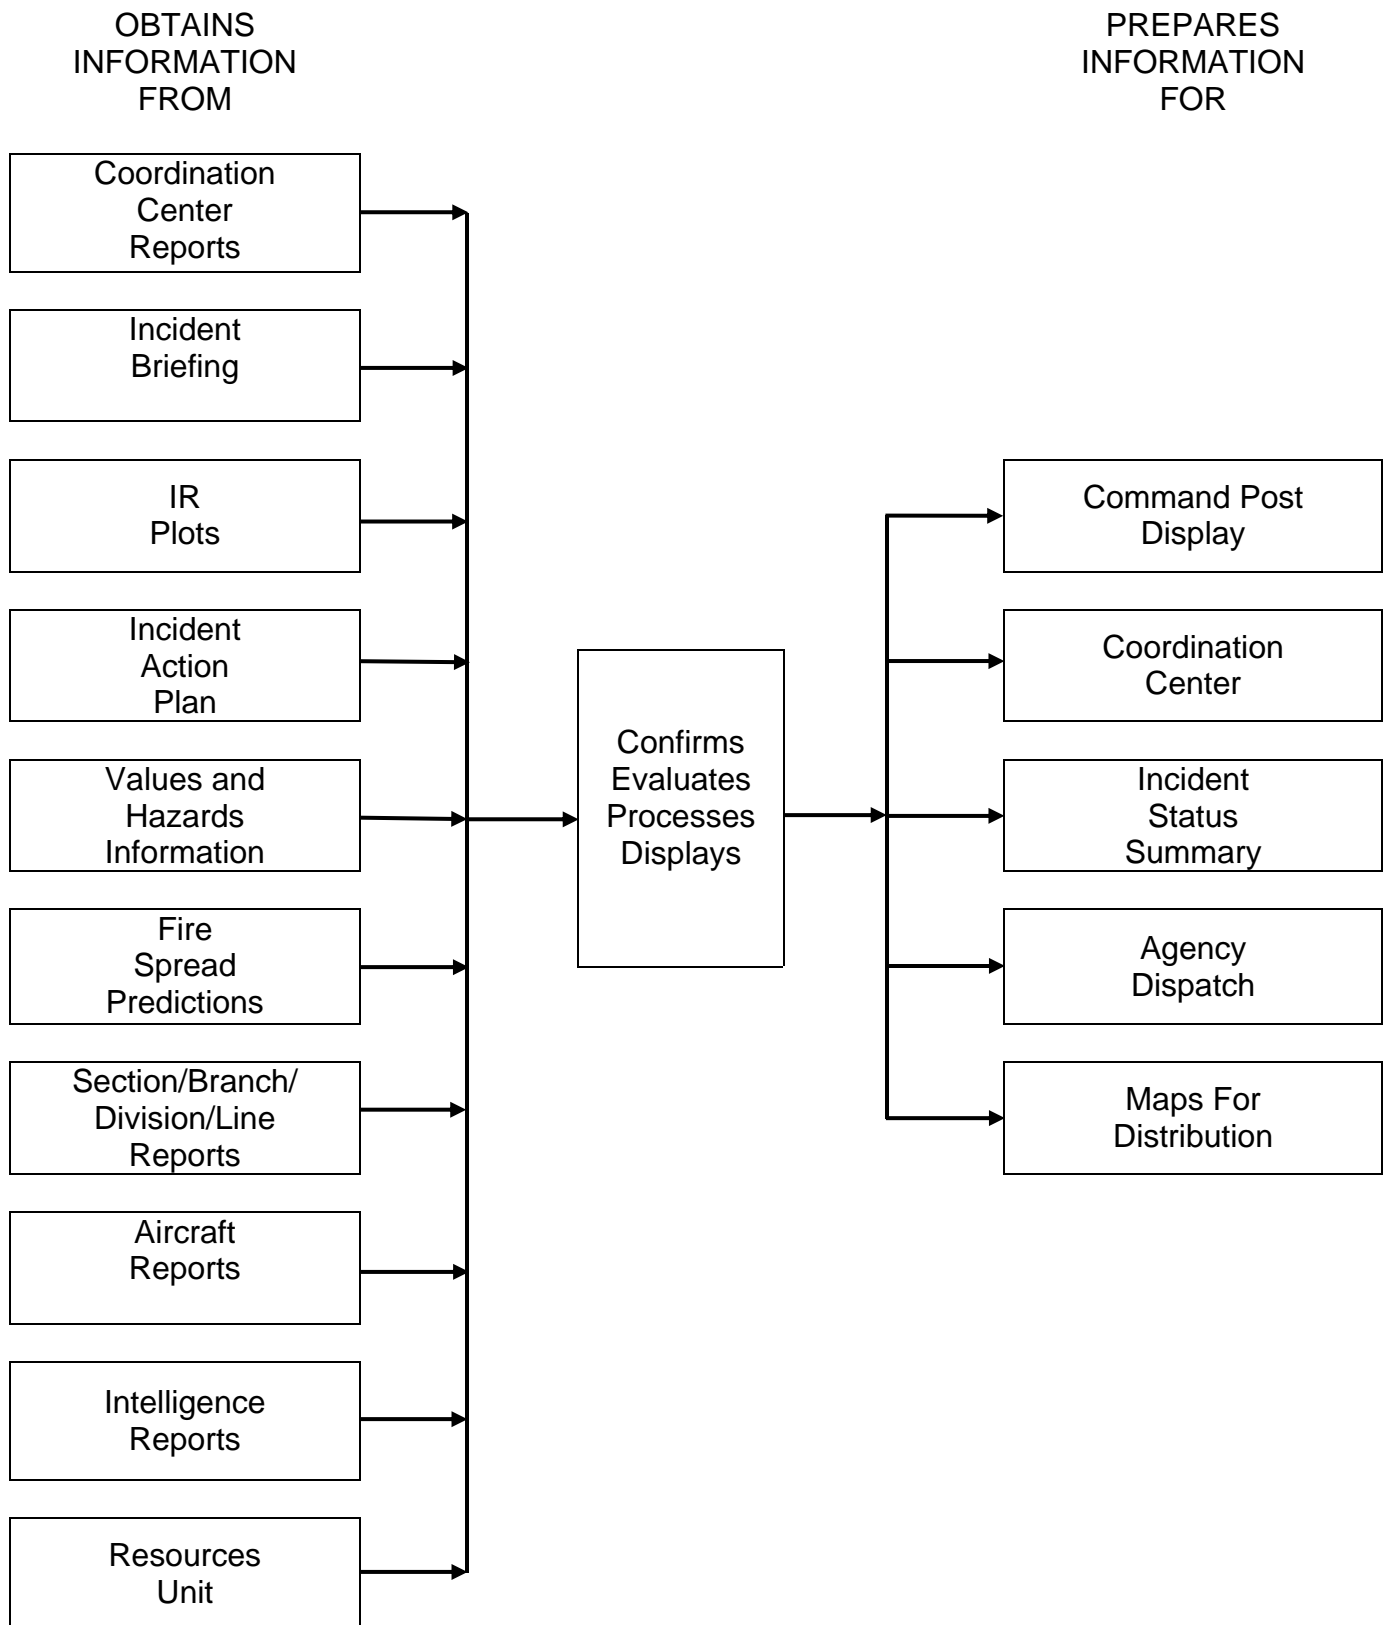 OBTAINS
INFORMATION
FROM
PREPARES
INFORMATION
FOR
Coordination
Center
Reports
Incident
Briefing
IR
Plots
Incident
Action
Plan
Values and
Hazards
Information
Fire
Spread
Predictions
Section/Branch/
Division/Line
Reports
Aircraft
Reports
Intelligence
Reports
Resources
Unit
Confirms
Evaluates
Processes
Displays
Command Post
Display
Coordination
Center
Incident
Status
Summary
Agency
Dispatch
Maps For
Distribution